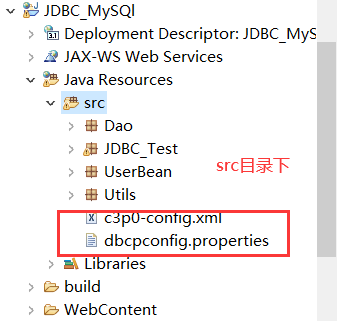 JDBC_MySQl
Deployment Descriptor: JDBC_MyS
JAX-WS Web Services
Java Resources
src
Dao
JDBC_Test
UserBean
src目录下
Utils
c3p0-config.xml
dbcpconfig.properties
Libraries
build
WebContent